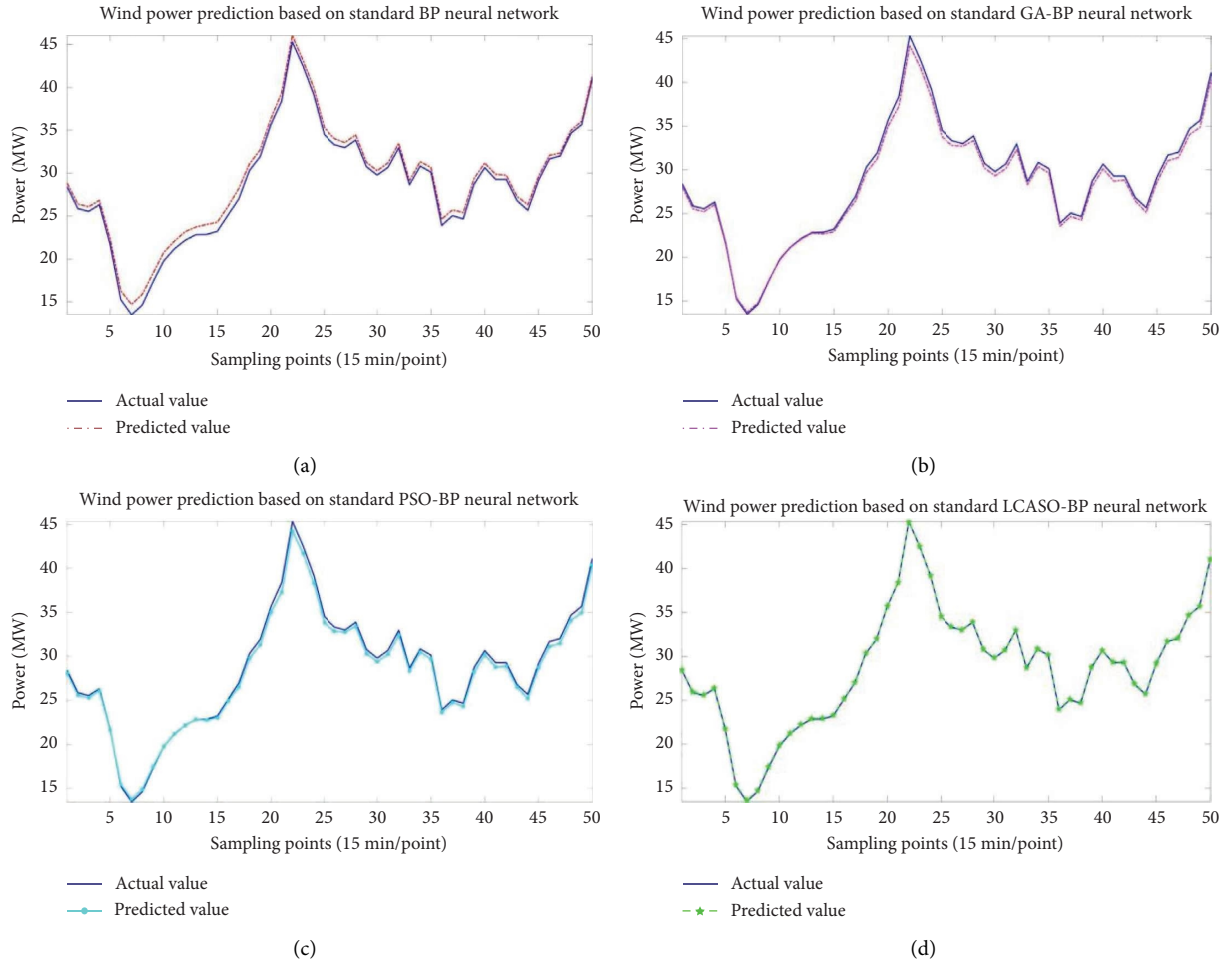 Wind power prediction based on standard BP neural network
45
40
35
30
25
20
15
Power (MW)
5 10 15 20 25 30 35 40 45 50
Sampling points (15 min/point)
Actual value
Predicted value
(a)
Wind power prediction based on standard GA-BP neural network
45
40
35
30
25
20
15
Power (MW)
5 10 15 20 25 30 35 40 45 50
Sampling points (15 min/point)
Actual value
Predicted value
(b)
Wind power prediction based on standard PSO-BP neural network
45
40
35
30
25
20
15
Power (MW)
5 10 15 20 25 30 35 40 45 50
Sampling points (15 min/point)
Actual value
Predicted value
(c)
Wind power prediction based on standard LCASO-BP neural network
45
40
35
30
25
20
15
Power (MW)
5 10 15 20 25 30 35 40 45 50
Sampling points (15 min/point)
Actual value
Predicted value
(d)